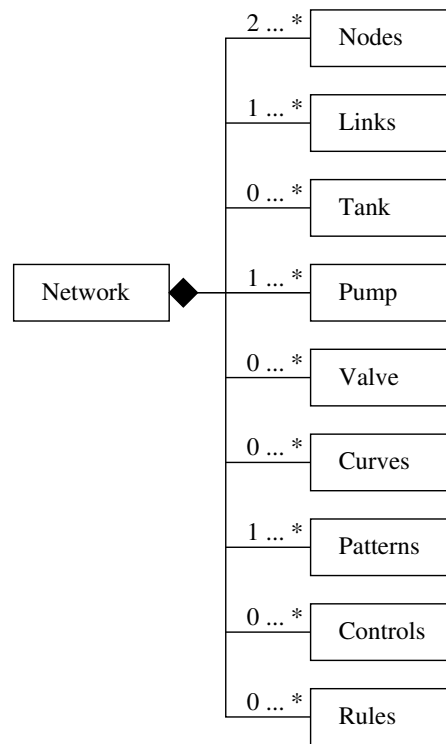 2 ... * Nodes
1 ... * Links
0 ... * Tank
Network 1 ... * Pump
0 ... * Valve
0 ... * Curves
1 ... * Patterns
0 ... * Controls
0 ... * Rules